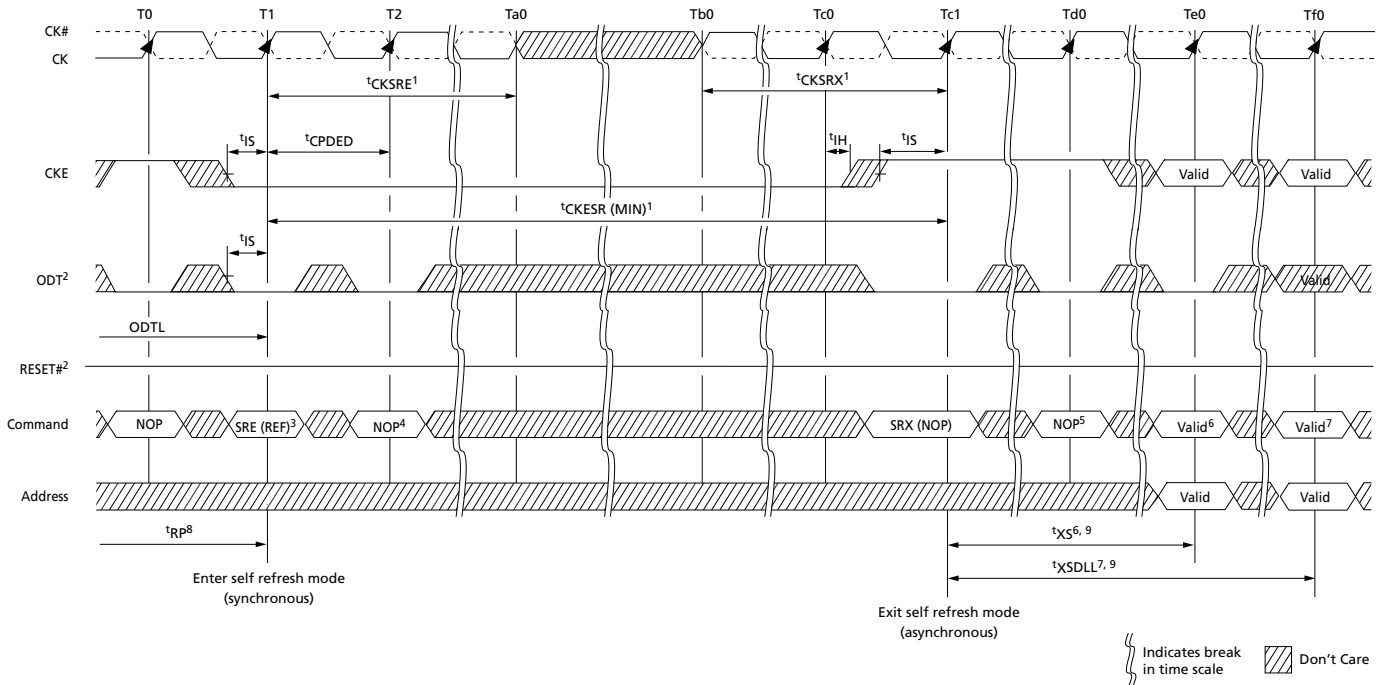 T0 T1 T2 Ta0 Tb0 Tc0 Tc1 Td0 Te0 Tf0
CK#
CK
tCKSRE1 tCKSRX1
tIS tCPDED tIH tIS
CKE Valid Valid
tCKESR (MIN)1
tIS
ODT2 Valid
ODTL
RESET#2
Command NOP SRE (REF)3 NOP4 SRX (NOP) NOP5 Valid6 Valid7
Address Valid Valid
tRP8 tXS6, 9
Enter self refresh mode
(synchronous)
tXSDLL7, 9
Exit self refresh mode
(asynchronous)
Indicates break
in time scale
Don't Care